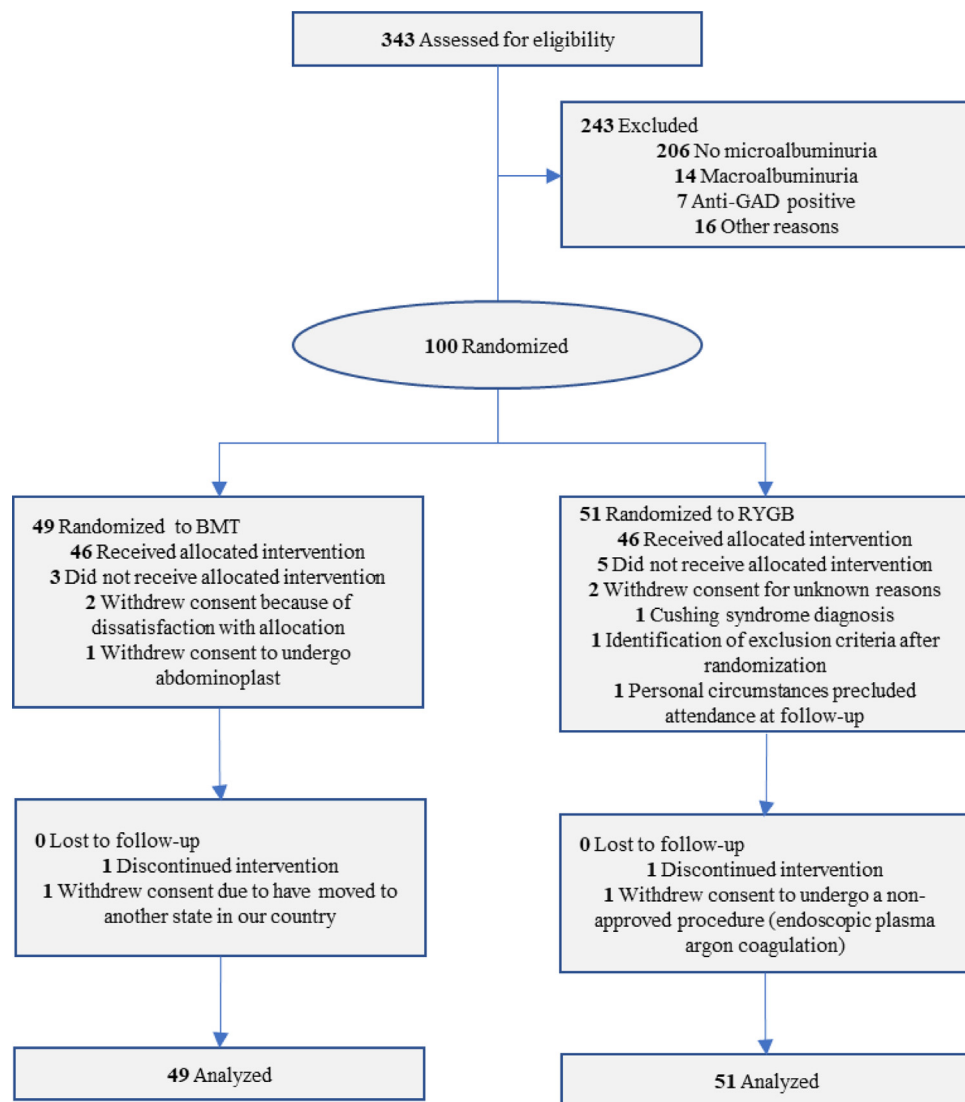 343 Assessed for eligibility
243 Excluded
206 No microalbuminuria
14 Macroalbuminuria
7 Anti-GAD positive
16 Other reasons
100 Randomized
49 Randomized to BMT
46 Received allocated intervention
3 Did not receive allocated intervention
2 Withdrew consent because of
dissatisfaction with allocation
1 Withdrew consent to undergo
abdominoplast
51 Randomized to RYGB
46 Received allocated intervention
5 Did not receive allocated intervention
2 Withdrew consent for unknown reasons
1 Cushing syndrome diagnosis
1 Identification of exclusion criteria after
randomization
1 Personal circumstances precluded
attendance at follow-up
0 Lost to follow-up
1 Discontinued intervention
1 Withdrew consent due to have moved to
another state in our country
0 Lost to follow-up
1 Discontinued intervention
1 Withdrew consent to undergo a non-
approved procedure (endoscopic plasma
argon coagulation)
49 Analyzed
51 Analyzed